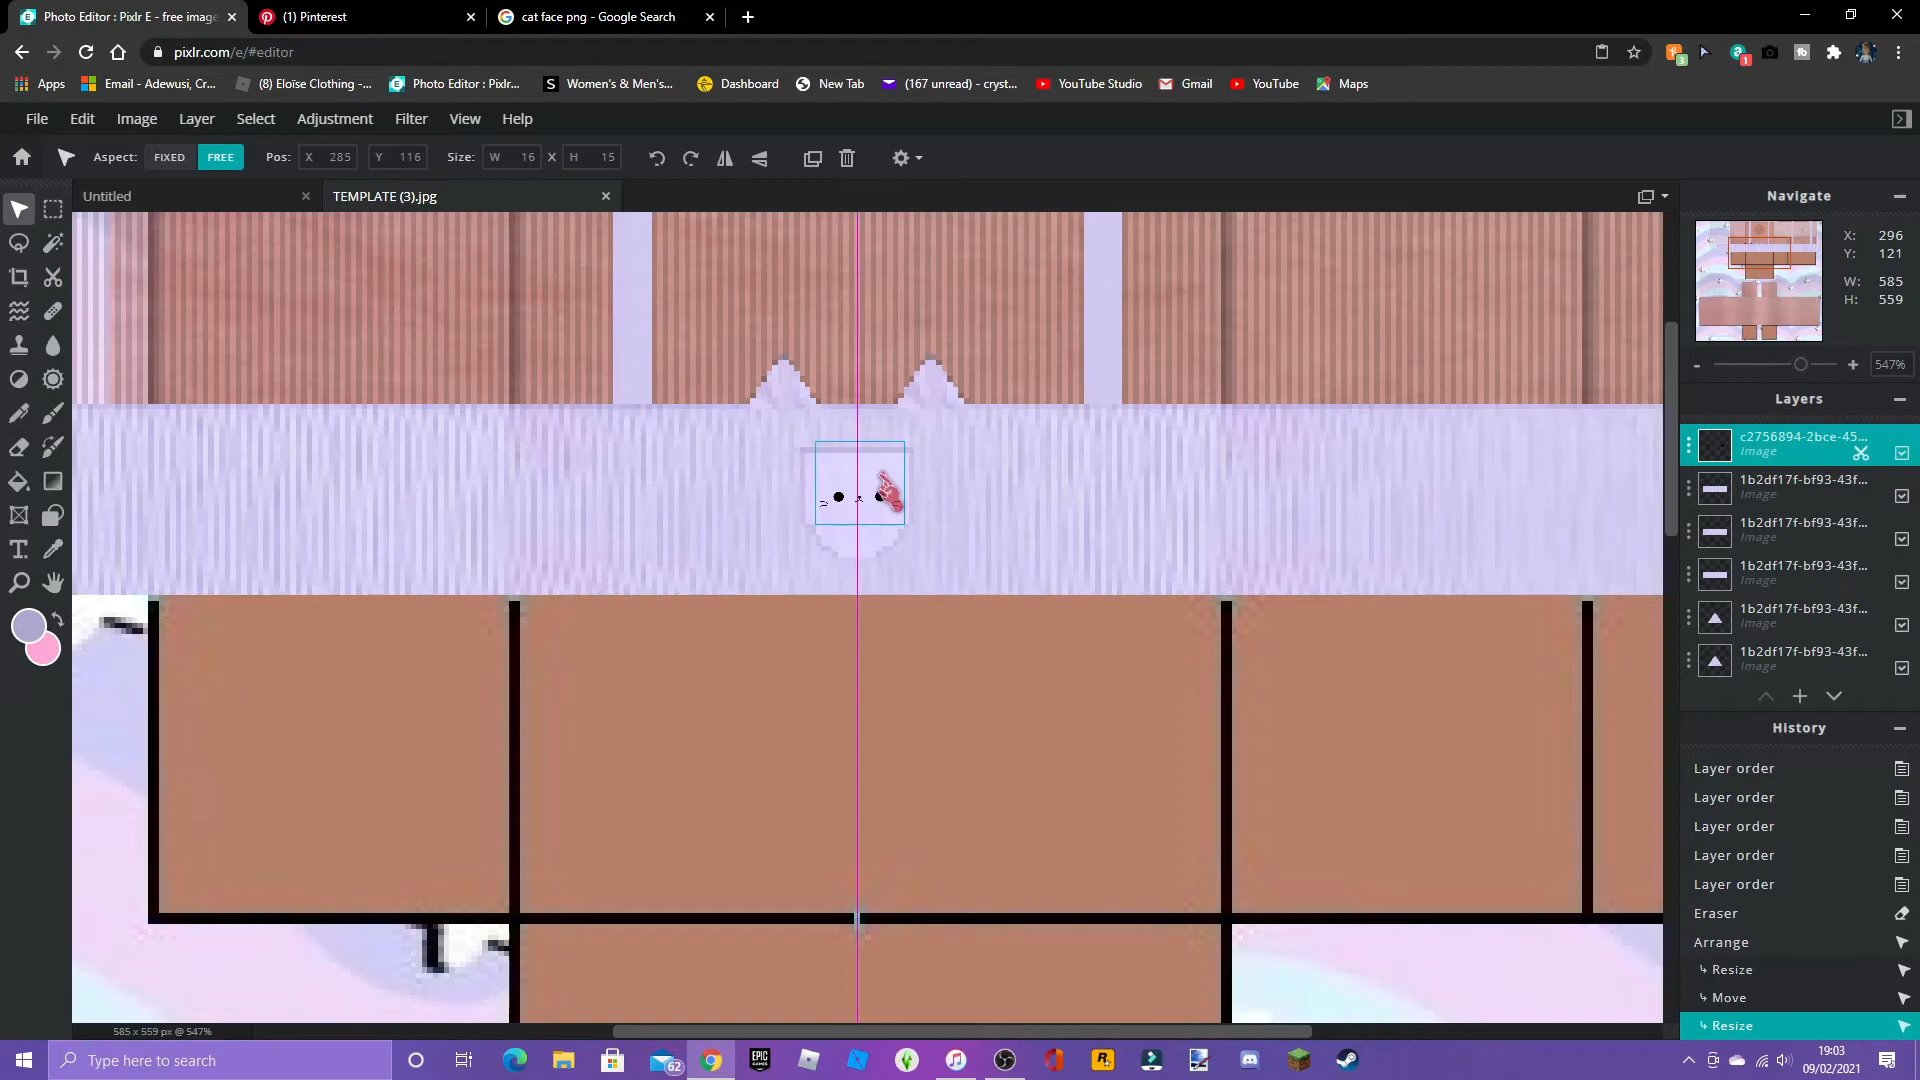 Photo Editor : Pixlr E - free image
(1) Pinterest
cat face png - Google Search
pixlr.com/e/#editor
3
1
Apps
Email - Adewusi, Cr...
(8) Eloïse Clothing -...
Photo Editor : Pixlr...
S
Women's & Men's...
Dashboard
New Tab
(167 unread) - cryst...
YouTube Studio
Gmail
YouTube
Maps
File
Edit
Image
Layer
Select
Adjustment
Filter
View
Help
Aspect:
FIXED
FREE
Pos:
X 285
Y 116
Size:
W 16
X
H 15
Untitled
TEMPLATE (3).jpg
Navigate
X: 296
Y: 121
W: 585
H: 559
547%
Layers
c2756894-2bce-45...
Image
1b2df17f-bf93-43f...
Image
1b2df17f-bf93-43f...
Image
1b2df17f-bf93-43f...
Image
1b2df17f-bf93-43f...
Image
1b2df17f-bf93-43f...
Image
History
Layer order
Layer order
Layer order
Layer order
Layer order
Eraser
Arrange
Resize
Move
Resize
585 x 559 px @ 547%
Type here to search
62
EPIC GAMES
R
19:03
09/02/2021